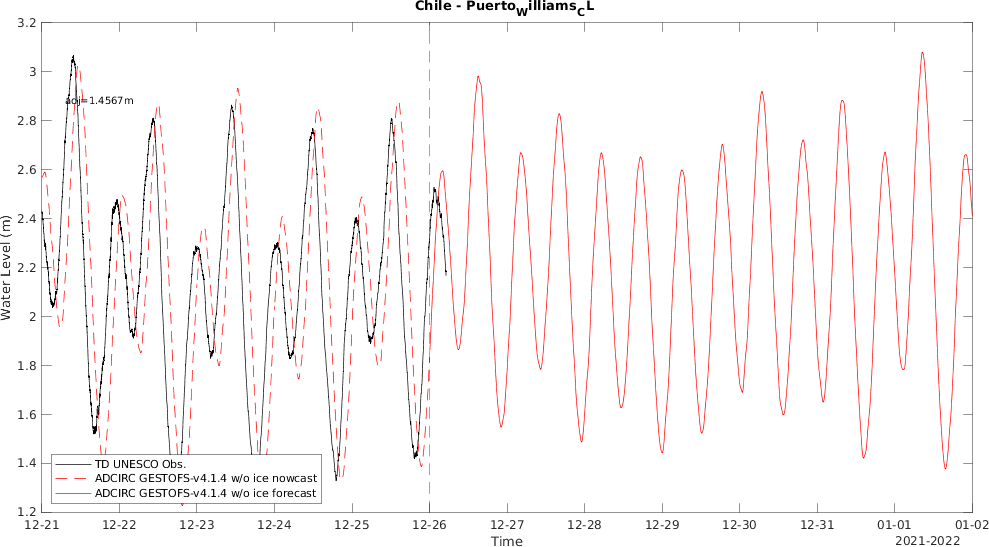 Chile - PuertoWilliamsCL
3.2
3
2.8
2.6
2.4
2.2
2
1.8
1.6
1.4
1.2
Water Level (m)
adj=1.4567m
TD UNESCO Obs.
ADCIRC GESTOFS-v4.1.4 w/o ice nowcast
ADCIRC GESTOFS-v4.1.4 w/o ice forecast
12-21 12-22 12-23 12-24 12-25 12-26 12-27 12-28 12-29 12-30 12-31 01-01 01-02
Time
2021-2022